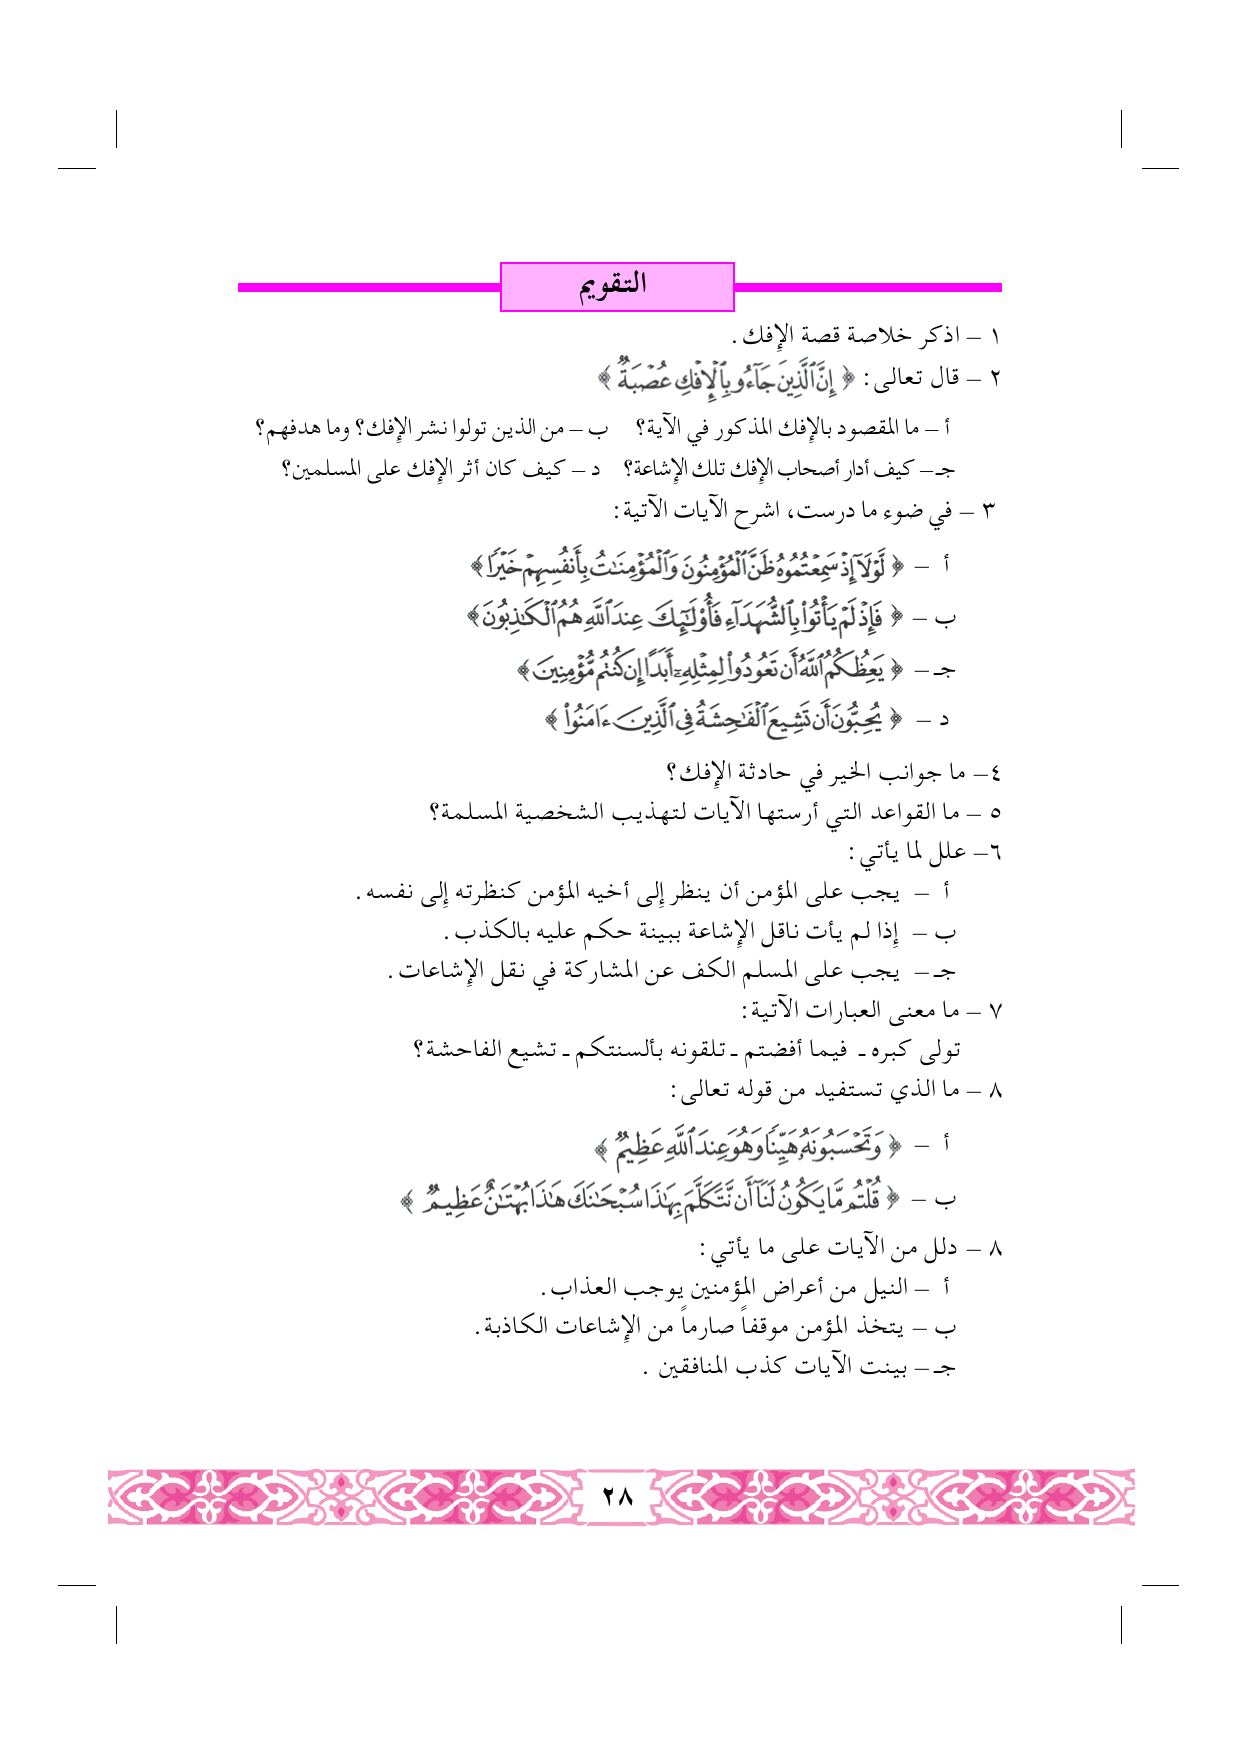 التقويم
١ – اذكر خلاصة قصة الإفك .
٢ – قال تعالى : ﴿ إِنَّ ٱلَّذِينَ جَآءُو بِٱلْإِفْكِ عُصْبَةٌ ﴾
أ – ما المقصود بالإفك المذكور في الآية؟ ب – من الذين تولوا نشر الإفك؟ وما هدفهم؟
جـ – كيف أدار أصحاب الإفك تلك الإشاعة؟ د – كيف كان أثر الإفك على المسلمين؟
٣ – في ضوء ما درست، اشرح الآيات الآتية :
أ – ﴿ لَّوْلَآ إِذْ سَمِعْتُمُوهُ ظَنَّ ٱلْمُؤْمِنُونَ وَٱلْمُؤْمِنَٰتُ بِأَنفُسِهِمْ خَيْرًا ﴾
ب – ﴿ فَإِذْ لَمْ يَأْتُوا۟ بِٱلشُّهَدَآءِ فَأُو۟لَٰٓئِكَ عِندَ ٱللَّهِ هُمُ ٱلْكَٰذِبُونَ ﴾
جـ – ﴿ يَعِظُكُمُ ٱللَّهُ أَن تَعُودُوا۟ لِمِثْلِهِۦٓ أَبَدًا إِن كُنتُم مُّؤْمِنِينَ ﴾
د – ﴿ يُحِبُّونَ أَن تَشِيعَ ٱلْفَٰحِشَةُ فِى ٱلَّذِينَ ءَامَنُوا۟ ﴾
٤– ما جوانب الخير في حادثة الإفك؟
٥ – ما القواعد التي أرستها الآيات لتهذيب الشخصية المسلمة؟
٦– علل لما يأتي :
أ – يجب على المؤمن أن ينظر إلى أخيه المؤمن كنظرته إلى نفسه .
ب – إذا لم يأت ناقل الإشاعة ببينة حكم عليه بالكذب .
جـ – يجب على المسلم الكف عن المشاركة في نقل الإشاعات .
٧ – ما معنى العبارات الآتية :
تولى كبره ـ فيما أفضتم ـ تلقونه بألسنتكم ـ تشيع الفاحشة؟
٨ – ما الذي تستفيد من قوله تعالى :
أ – ﴿ وَتَحْسَبُونَهُۥ هَيِّنًا وَهُوَ عِندَ ٱللَّهِ عَظِيمٌ ﴾
ب – ﴿ قُلْتُم مَّا يَكُونُ لَنَآ أَن نَّتَكَلَّمَ بِهَٰذَا سُبْحَٰنَكَ هَٰذَا بُهْتَٰنٌ عَظِيمٌ ﴾
٨ – دلل من الآيات على ما يأتي :
أ – النيل من أعراض المؤمنين يوجب العذاب .
ب – يتخذ المؤمن موقفاً صارماً من الإشاعات الكاذبة .
جـ – بينت الآيات كذب المنافقين .
٢٨